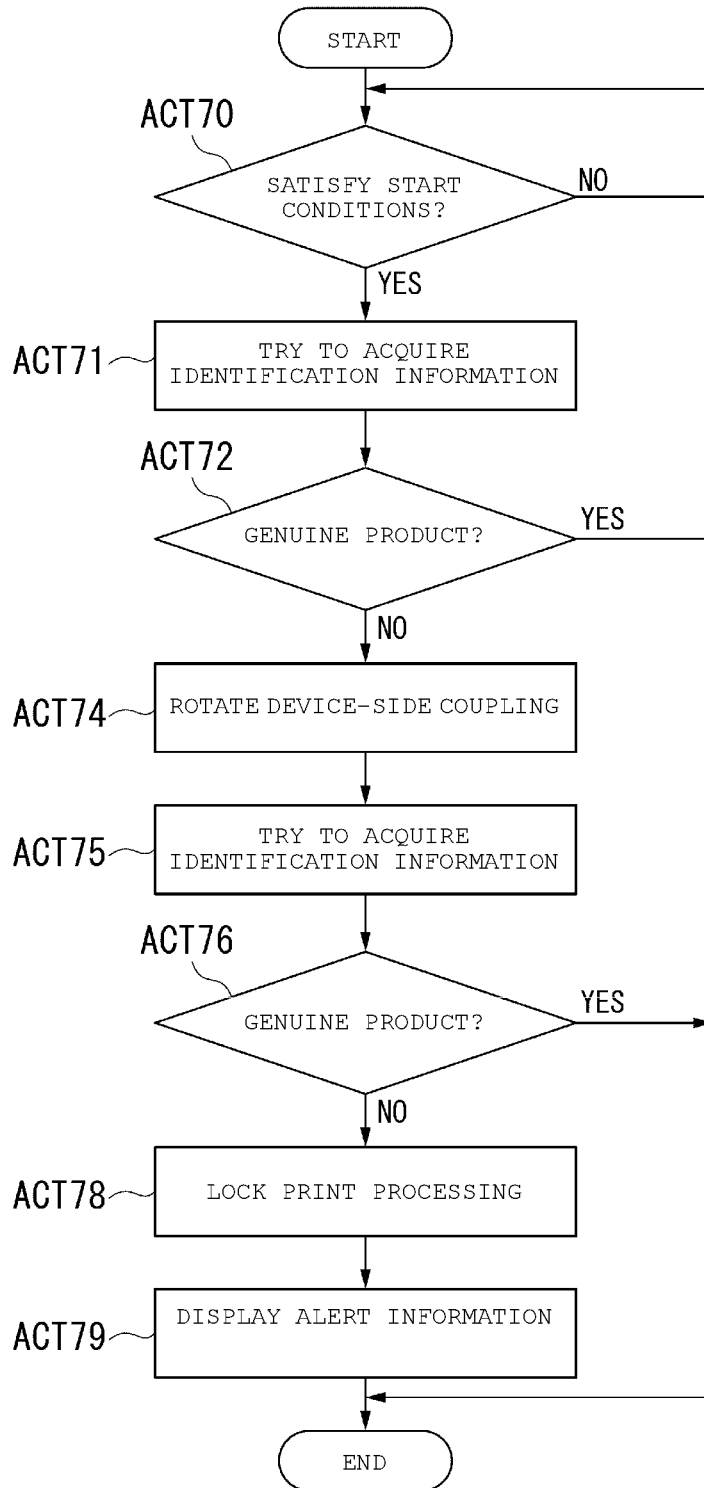 START
ACT70
SATISFY START
CONDITIONS?
NO
YES
ACT71
TRY TO ACQUIRE
IDENTIFICATION INFORMATION
ACT72
GENUINE PRODUCT?
YES
NO
ACT74
ROTATE DEVICE-SIDE COUPLING
ACT75
TRY TO ACQUIRE
IDENTIFICATION INFORMATION
ACT76
GENUINE PRODUCT?
YES
NO
ACT78
LOCK PRINT PROCESSING
ACT79
DISPLAY ALERT INFORMATION
END